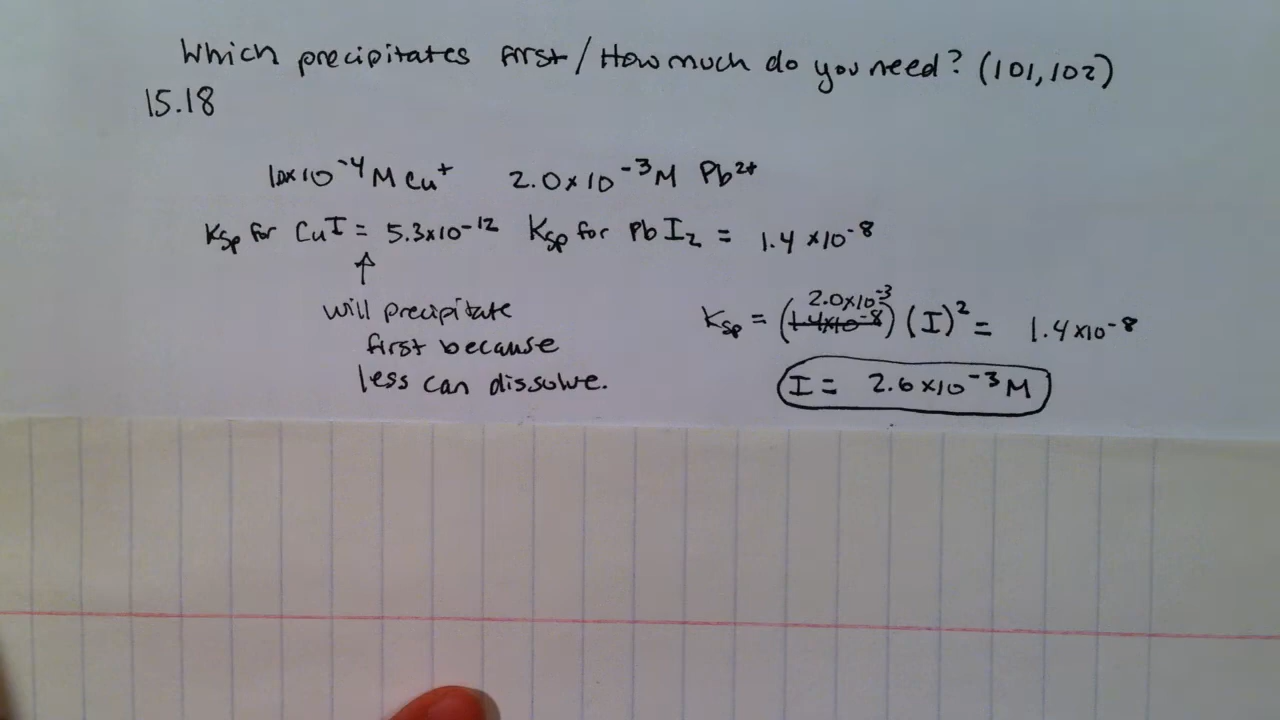 Which precipitates first/How much do you need? (101,102)
15.18
1.0x10⁻⁴ M Cu⁺ 2.0x10⁻³M Pb²⁺
Ksp for CuI = 5.3x10⁻¹² Ksp for PbI₂ = 1.4x10⁻⁸
↑
will precipitate
first because
less can dissolve.
2.0x10⁻³
Ksp = (1.4x10⁻⁸) (I)² = 1.4x10⁻⁸
I = 2.6x10⁻³M